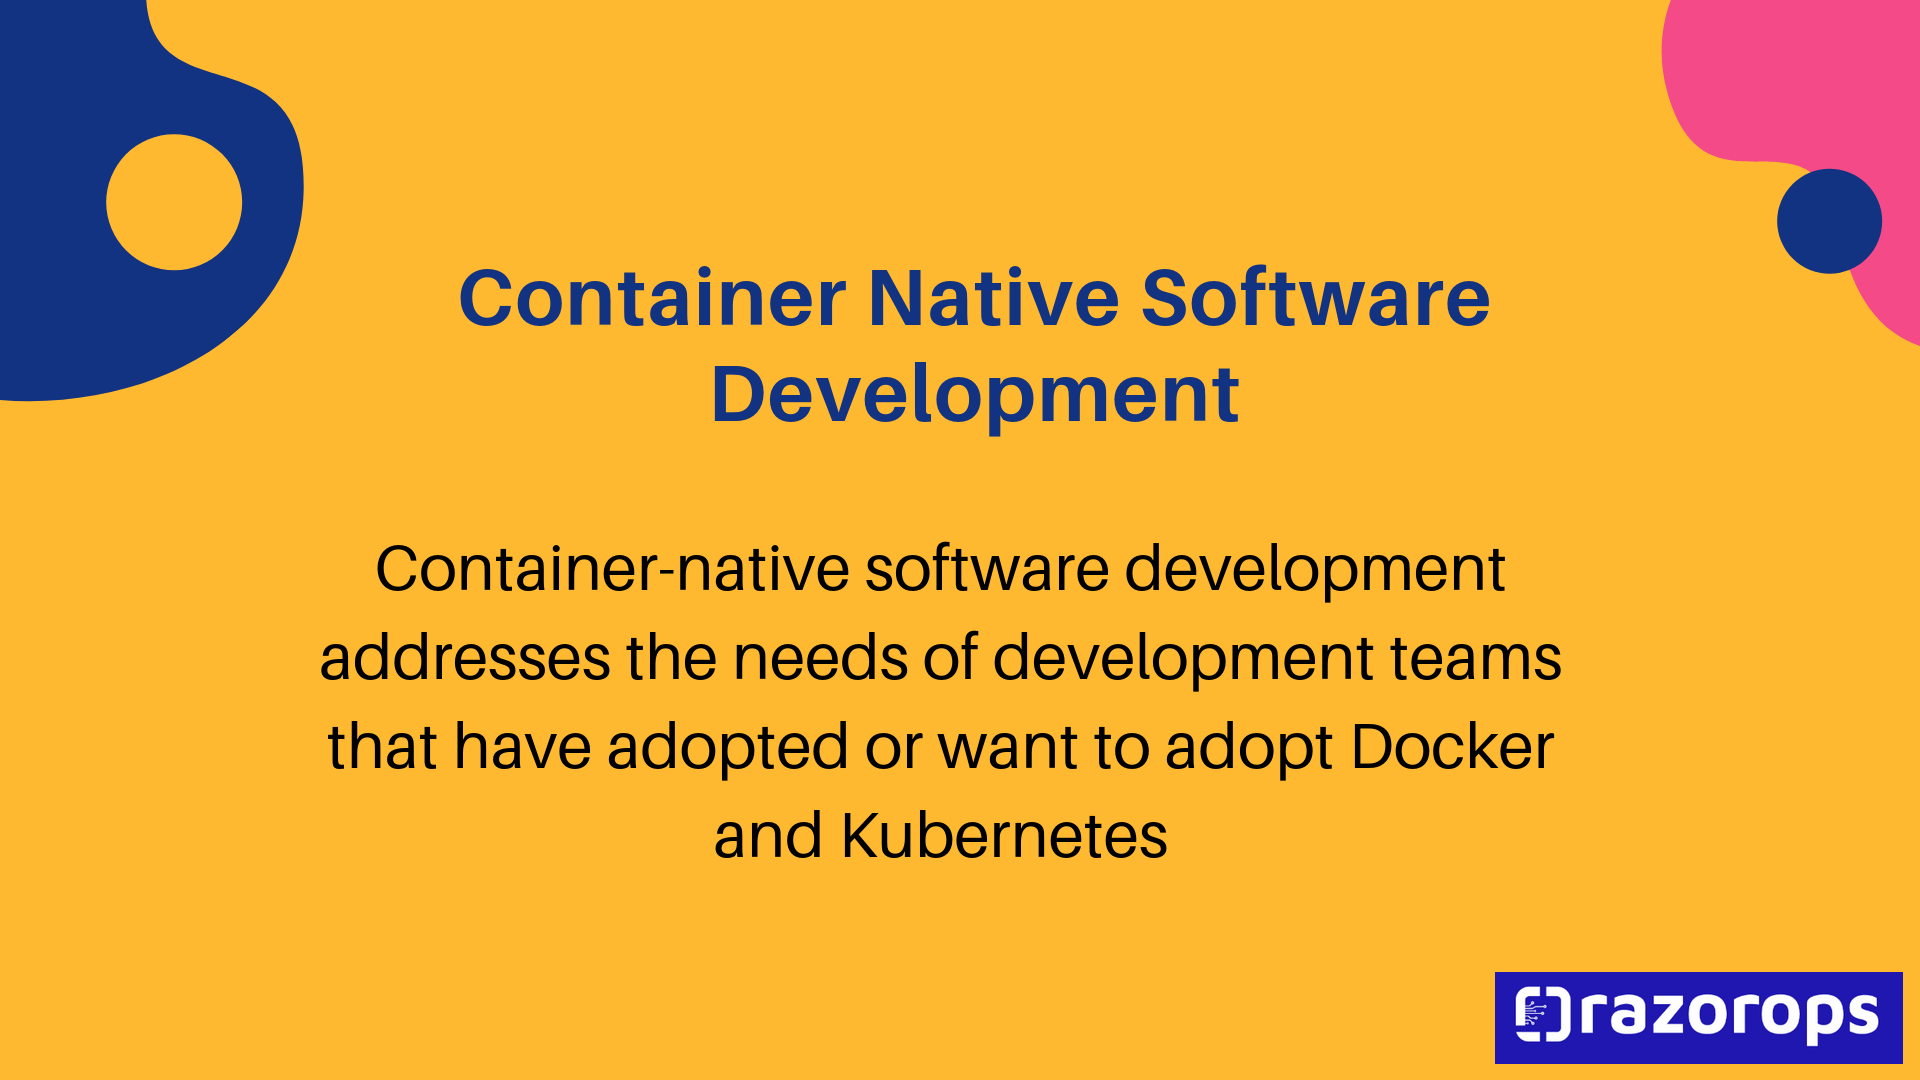 Container Native Software
Development
Container-native software development
addresses the needs of development teams
that have adopted or want to adopt Docker
and Kubernetes
razorops